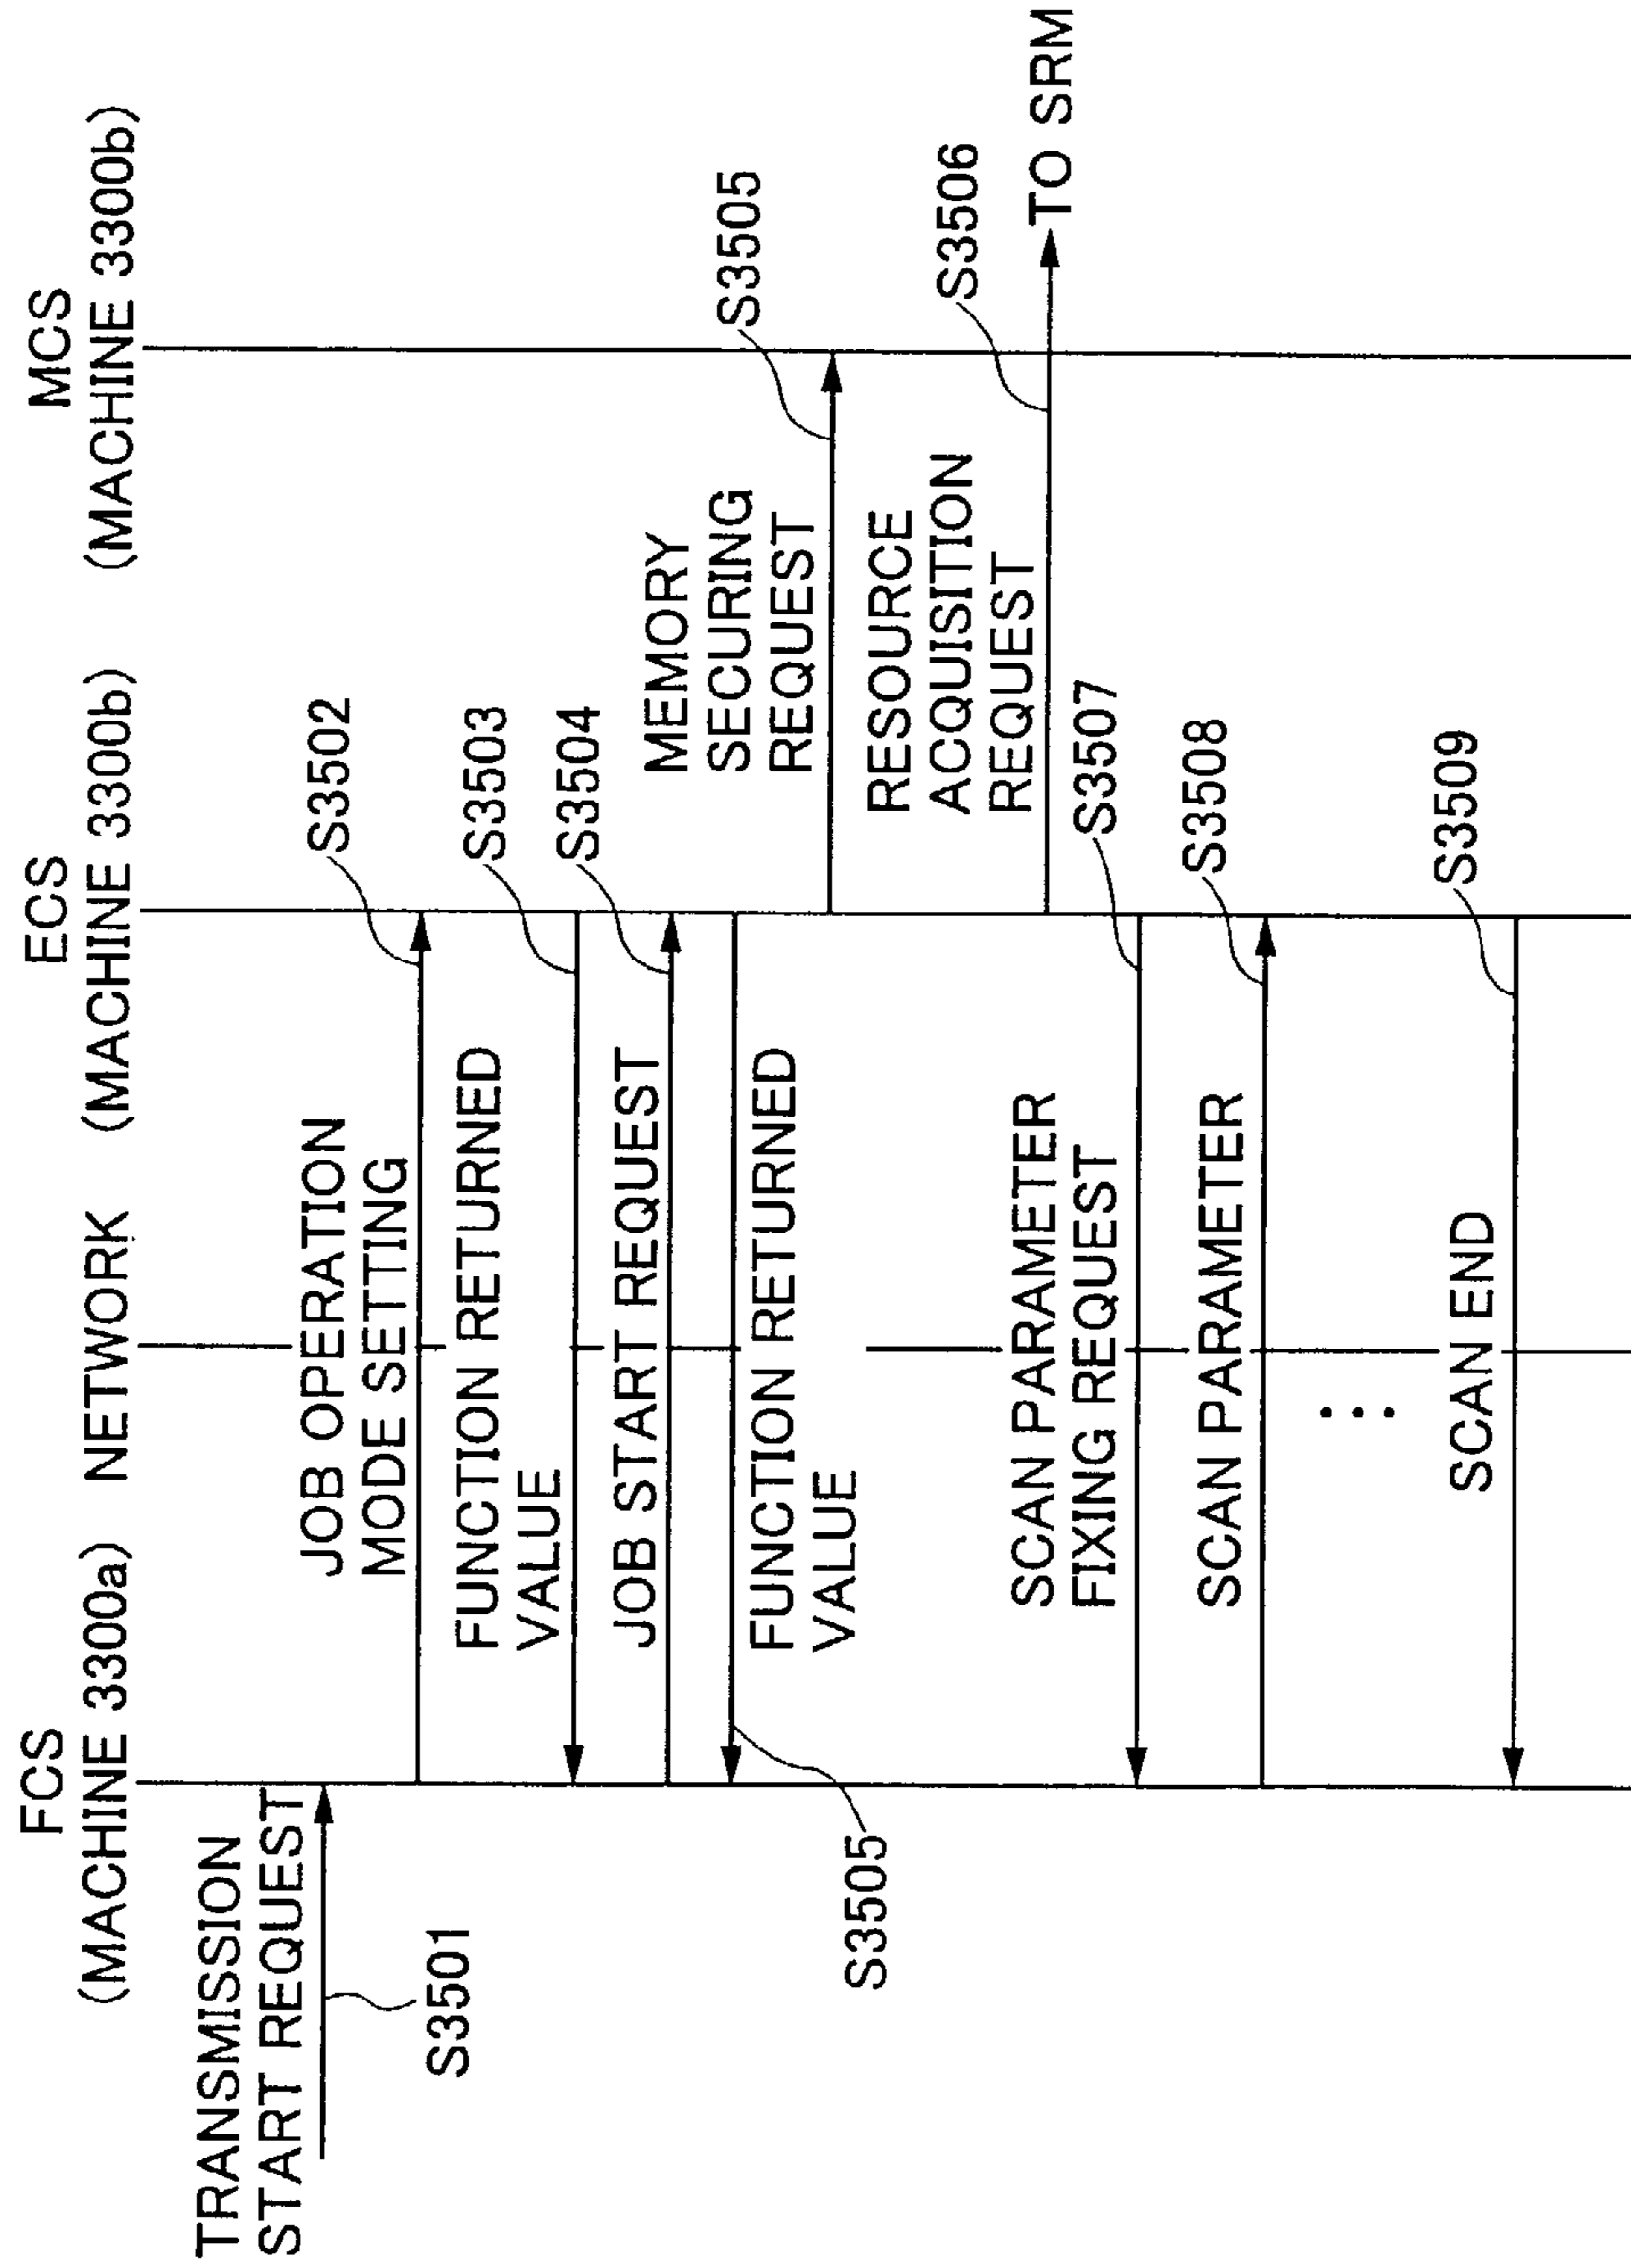 FCS
(MACHINE 3300a)
NETWORK
ECS
(MACHINE 3300b)
MCS
(MACHINE 3300b)
TRANSMISSION
START REQUEST
S3501
JOB OPERATION
MODE SETTING
S3502
FUNCTION RETURNED
VALUE
S3503
JOB START REQUEST
S3504
FUNCTION RETURNED
VALUE
S3505
MEMORY
SECURING
REQUEST
S3505
RESOURCE
ACQUISITION
REQUEST
S3506
TO SRM
SCAN PARAMETER
FIXING REQUEST
S3507
SCAN PARAMETER
S3508
...
SCAN END
S3509